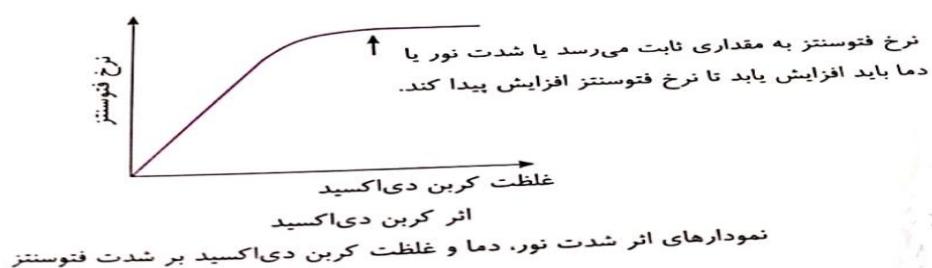 نرخ فتوسنتز به مقداری ثابت می‌رسد یا شدت نور یا
دما باید افزایش یابد تا نرخ فتوسنتز افزایش پیدا کند.
نرخ فتوسنتز
غلظت کربن دی‌اکسید
اثر کربن دی‌اکسید
نمودارهای اثر شدت نور، دما و غلظت کربن دی‌اکسید بر شدت فتوسنتز